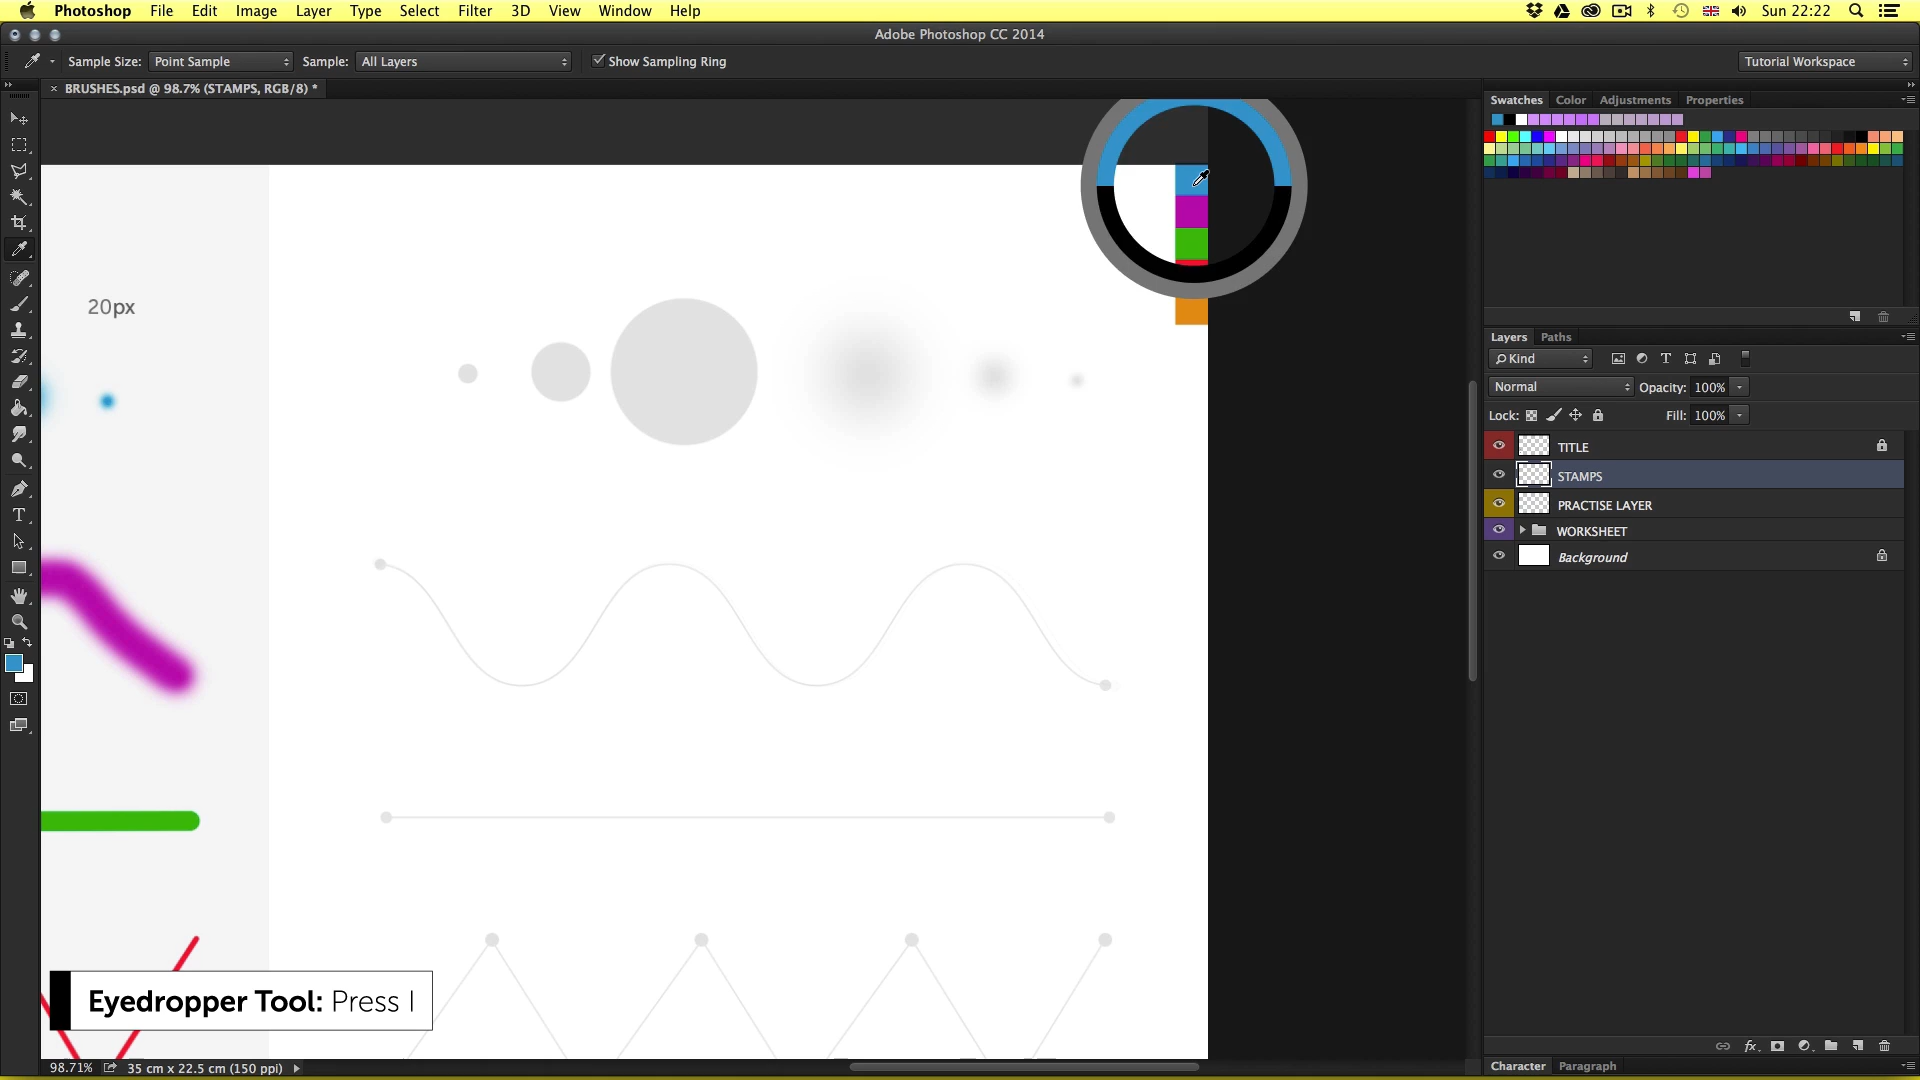 Photoshop File Edit Image Layer Type Select Filter 3D View Window Help Sun 22:22
Adobe Photoshop CC 2014
Sample Size: Point Sample Sample: All Layers Show Sampling Ring Tutorial Workspace
× BRUSHES.psd @ 98.7% (STAMPS, RGB/8) *
Swatches Color Adjustments Properties
20px
Layers Paths
Kind
Normal Opacity: 100%
Lock: Fill: 100%
TITLE
STAMPS
PRACTISE LAYER
WORKSHEET
Background
Eyedropper Tool: Press I
98.71% 35 cm x 22.5 cm (150 ppi)
Character Paragraph